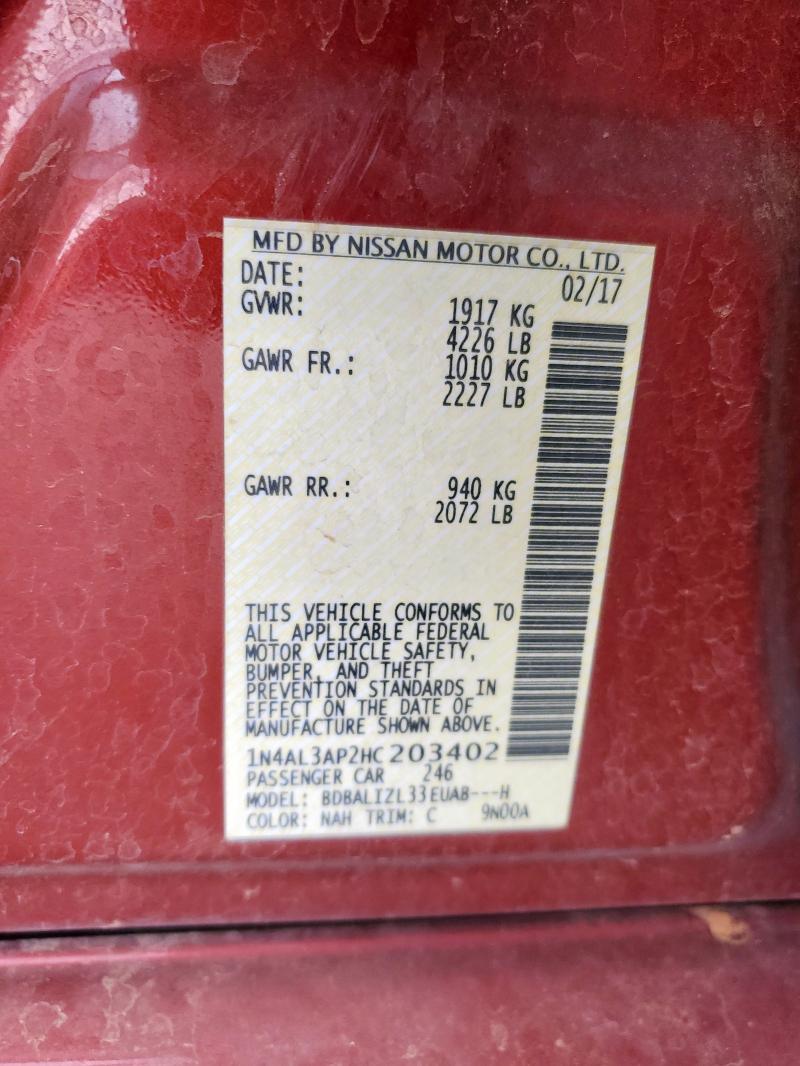 MFD BY NISSAN MOTOR CO., LTD.
DATE: 02/17
GVWR: 1917 KG
4226 LB
GAWR FR.: 1010 KG
2227 LB
GAWR RR.: 940 KG
2072 LB
THIS VEHICLE CONFORMS TO
ALL APPLICABLE FEDERAL
MOTOR VEHICLE SAFETY,
BUMPER, AND THEFT
PREVENTION STANDARDS IN
EFFECT ON THE DATE OF
MANUFACTURE SHOWN ABOVE.
1N4AL3AP2HC203402
PASSENGER CAR 246
MODEL: BDBALIZL33EUAB---H
COLOR: NAH TRIM: C 9N00A